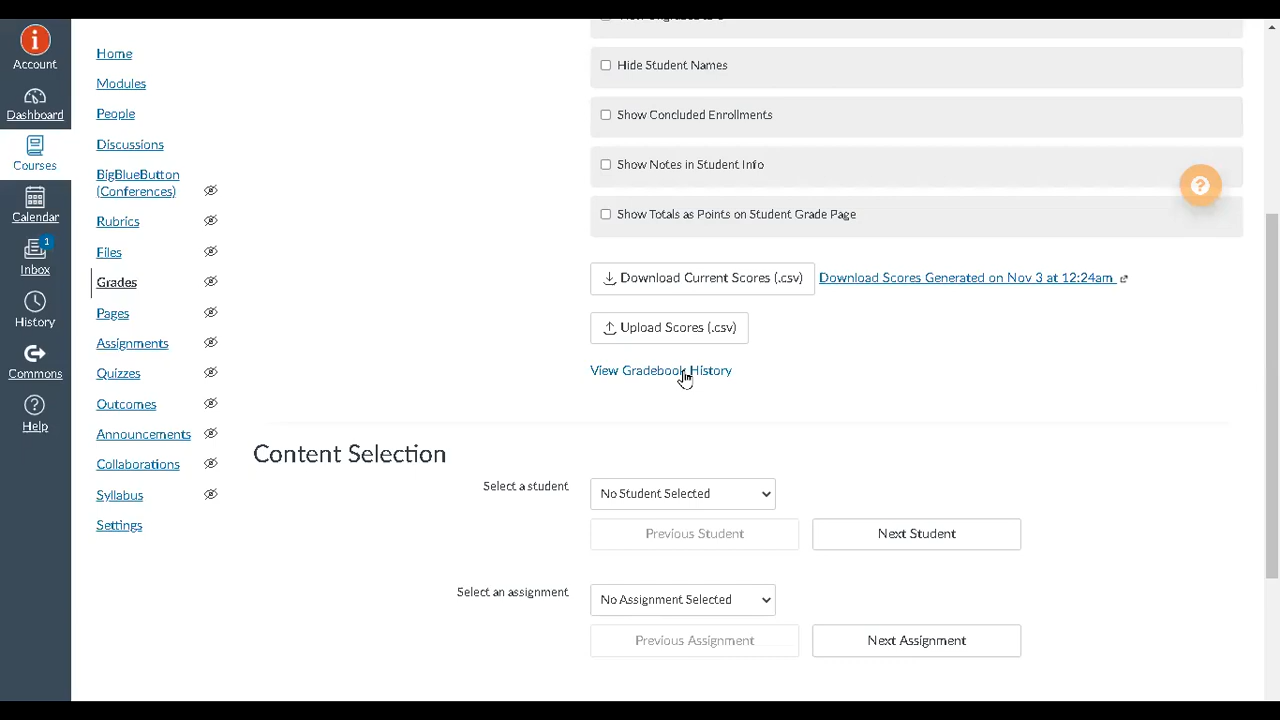 Account
Dashboard
Courses
Calendar
1
Inbox
History
Commons
Help
Home
Modules
People
Discussions
BigBlueButton
(Conferences)
Rubrics
Files
Grades
Pages
Assignments
Quizzes
Outcomes
Announcements
Collaborations
Syllabus
Settings
Hide Student Names
Show Concluded Enrollments
Show Notes in Student Info
Show Totals as Points on Student Grade Page
Download Current Scores (.csv) Download Scores Generated on Nov 3 at 12:24am
Upload Scores (.csv)
View Gradebook History
Content Selection
Select a student No Student Selected
Previous Student Next Student
Select an assignment No Assignment Selected
Previous Assignment Next Assignment